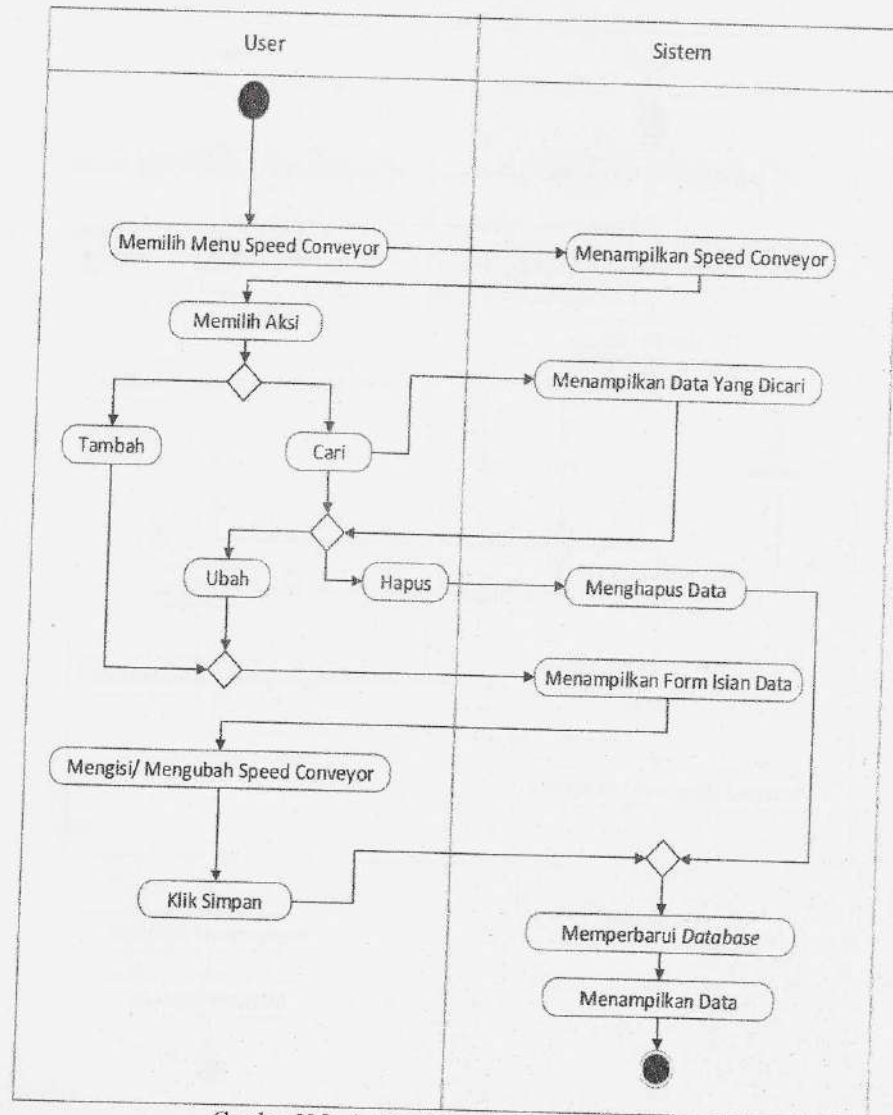 User
Sistem
Memilih Menu Speed Conveyor
Menampilkan Speed Conveyor
Memilih Aksi
Menampilkan Data Yang Dicari
Tambah
Cari
Ubah
Hapus
Menghapus Data
Menampilkan Form Isian Data
Mengisi/ Mengubah Speed Conveyor
Klik Simpan
Memperbarui Database
Menampilkan Data